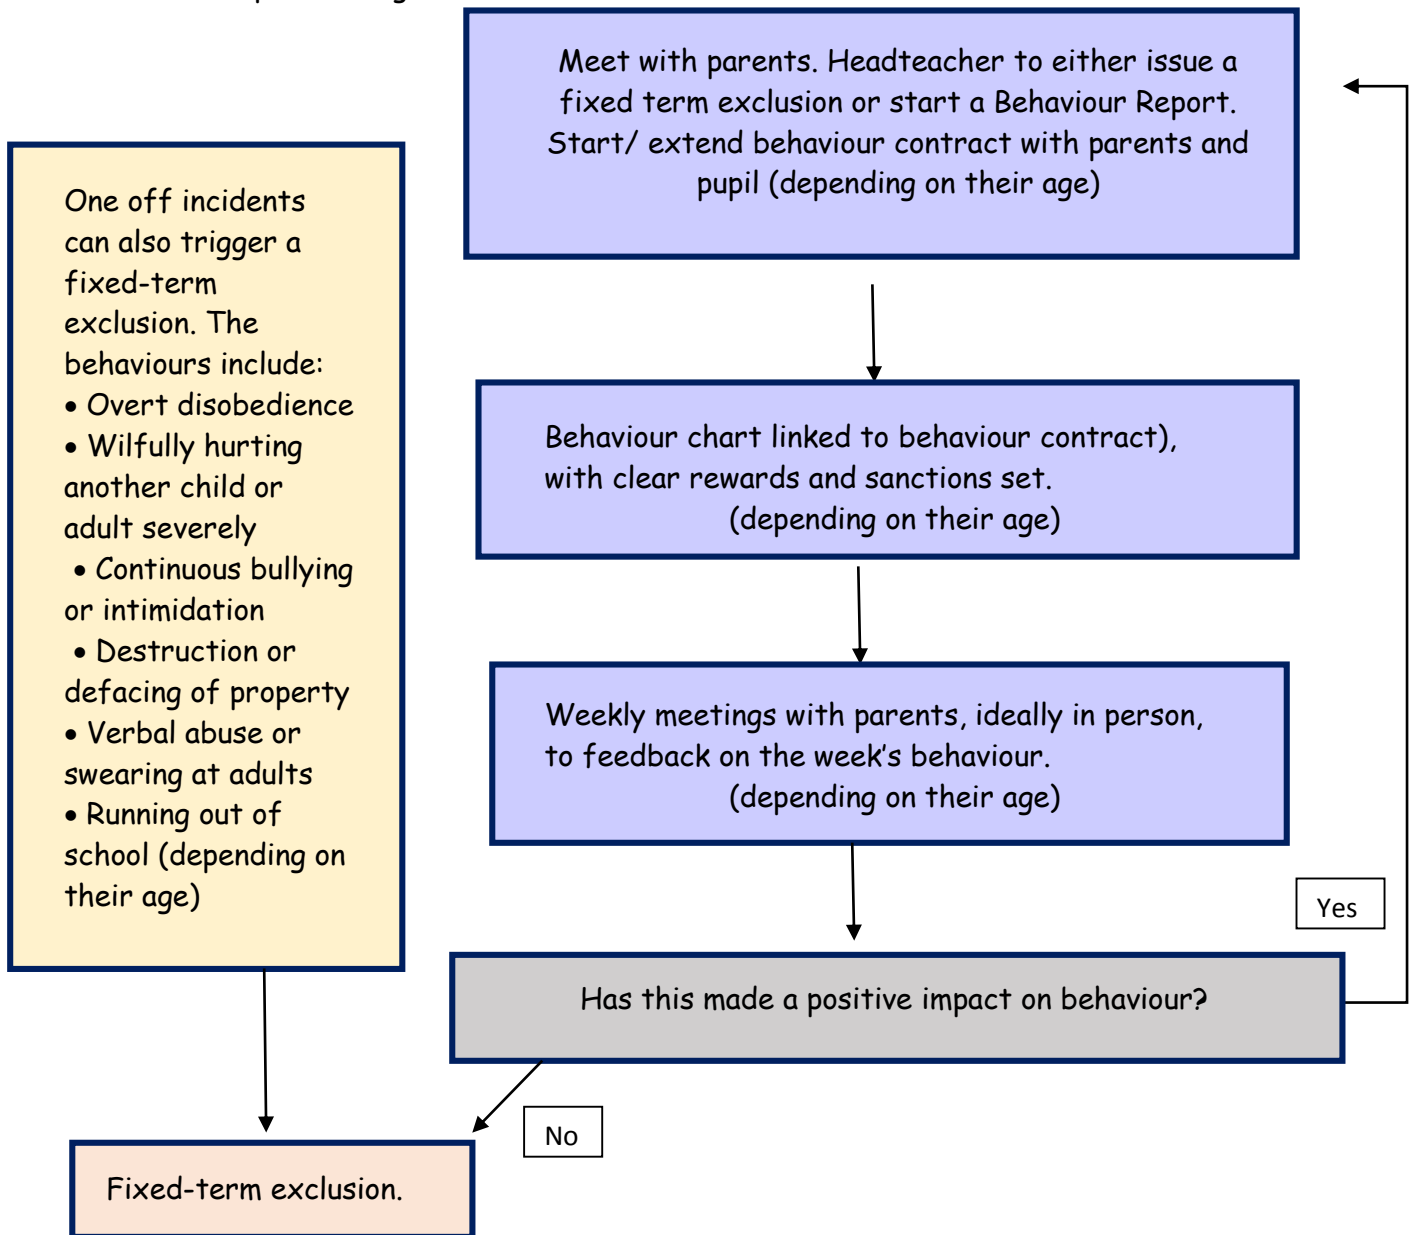 Meet with parents. Headteacher to either issue a
fixed term exclusion or start a Behaviour Report.
Start/ extend behaviour contract with parents and
pupil (depending on their age)
One off incidents
can also trigger a
fixed-term
exclusion. The
behaviours include:
• Overt disobedience
• Wilfully hurting
another child or
adult severely
• Continuous bullying
or intimidation
• Destruction or
defacing of property
• Verbal abuse or
swearing at adults
• Running out of
school (depending on
their age)
Behaviour chart linked to behaviour contract),
with clear rewards and sanctions set.
(depending on their age)
Weekly meetings with parents, ideally in person,
to feedback on the week's behaviour.
(depending on their age)
Yes
Has this made a positive impact on behaviour?
No
Fixed-term exclusion.